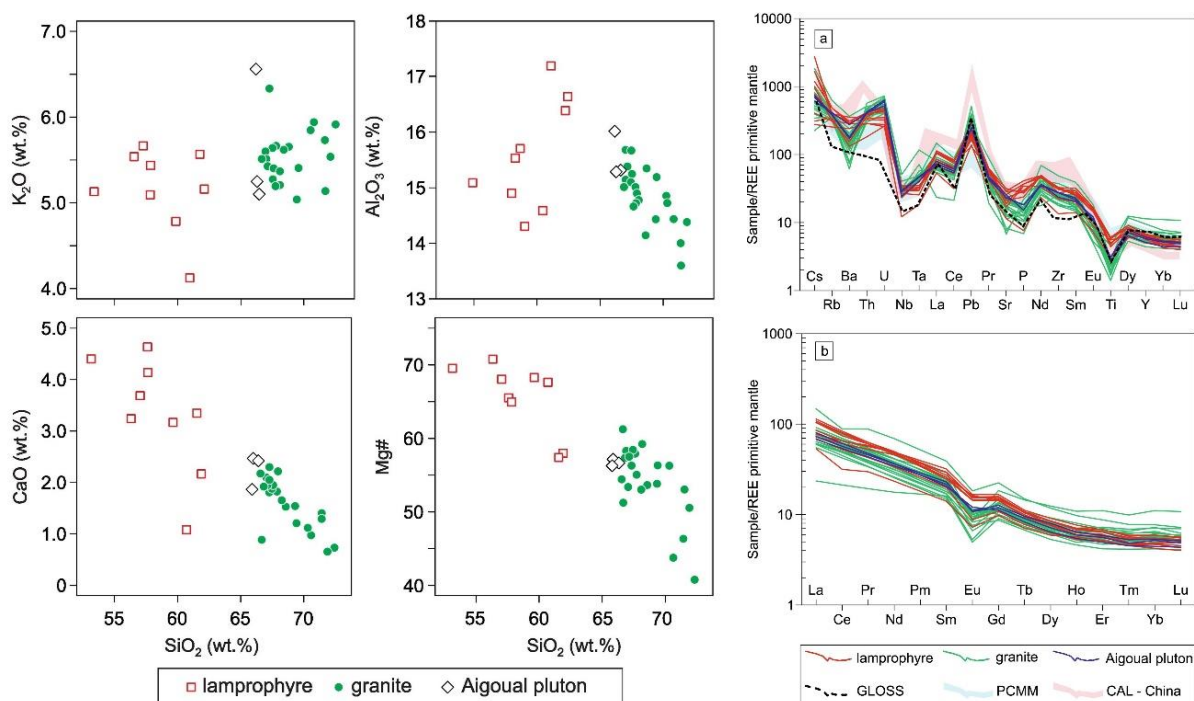 K₂O (wt.%)
7.0
6.0
5.0
4.0
Al₂O₃ (wt.%)
18
17
16
15
14
13
CaO (wt.%)
5.0
4.0
3.0
2.0
1.0
0
55 60 65 70
SiO₂ (wt.%)
Mg#
70
60
50
40
55 60 65 70
SiO₂ (wt.%)
lamprophyre granite Aigoual pluton
a
Sample/REE primitive mantle
10000
1000
100
10
1
Cs Ba U Ta Ce Pr P Zr Eu Dy Yb
Rb Th Nb La Pb Sr Nd Sm Ti Y Lu
b
Sample/REE primitive mantle
1000
100
10
1
La Pr Pm Eu Tb Ho Tm Lu
Ce Nd Sm Gd Dy Er Yb
lamprophyre granite Aigoual pluton
GLOSS PCMM CAL - China